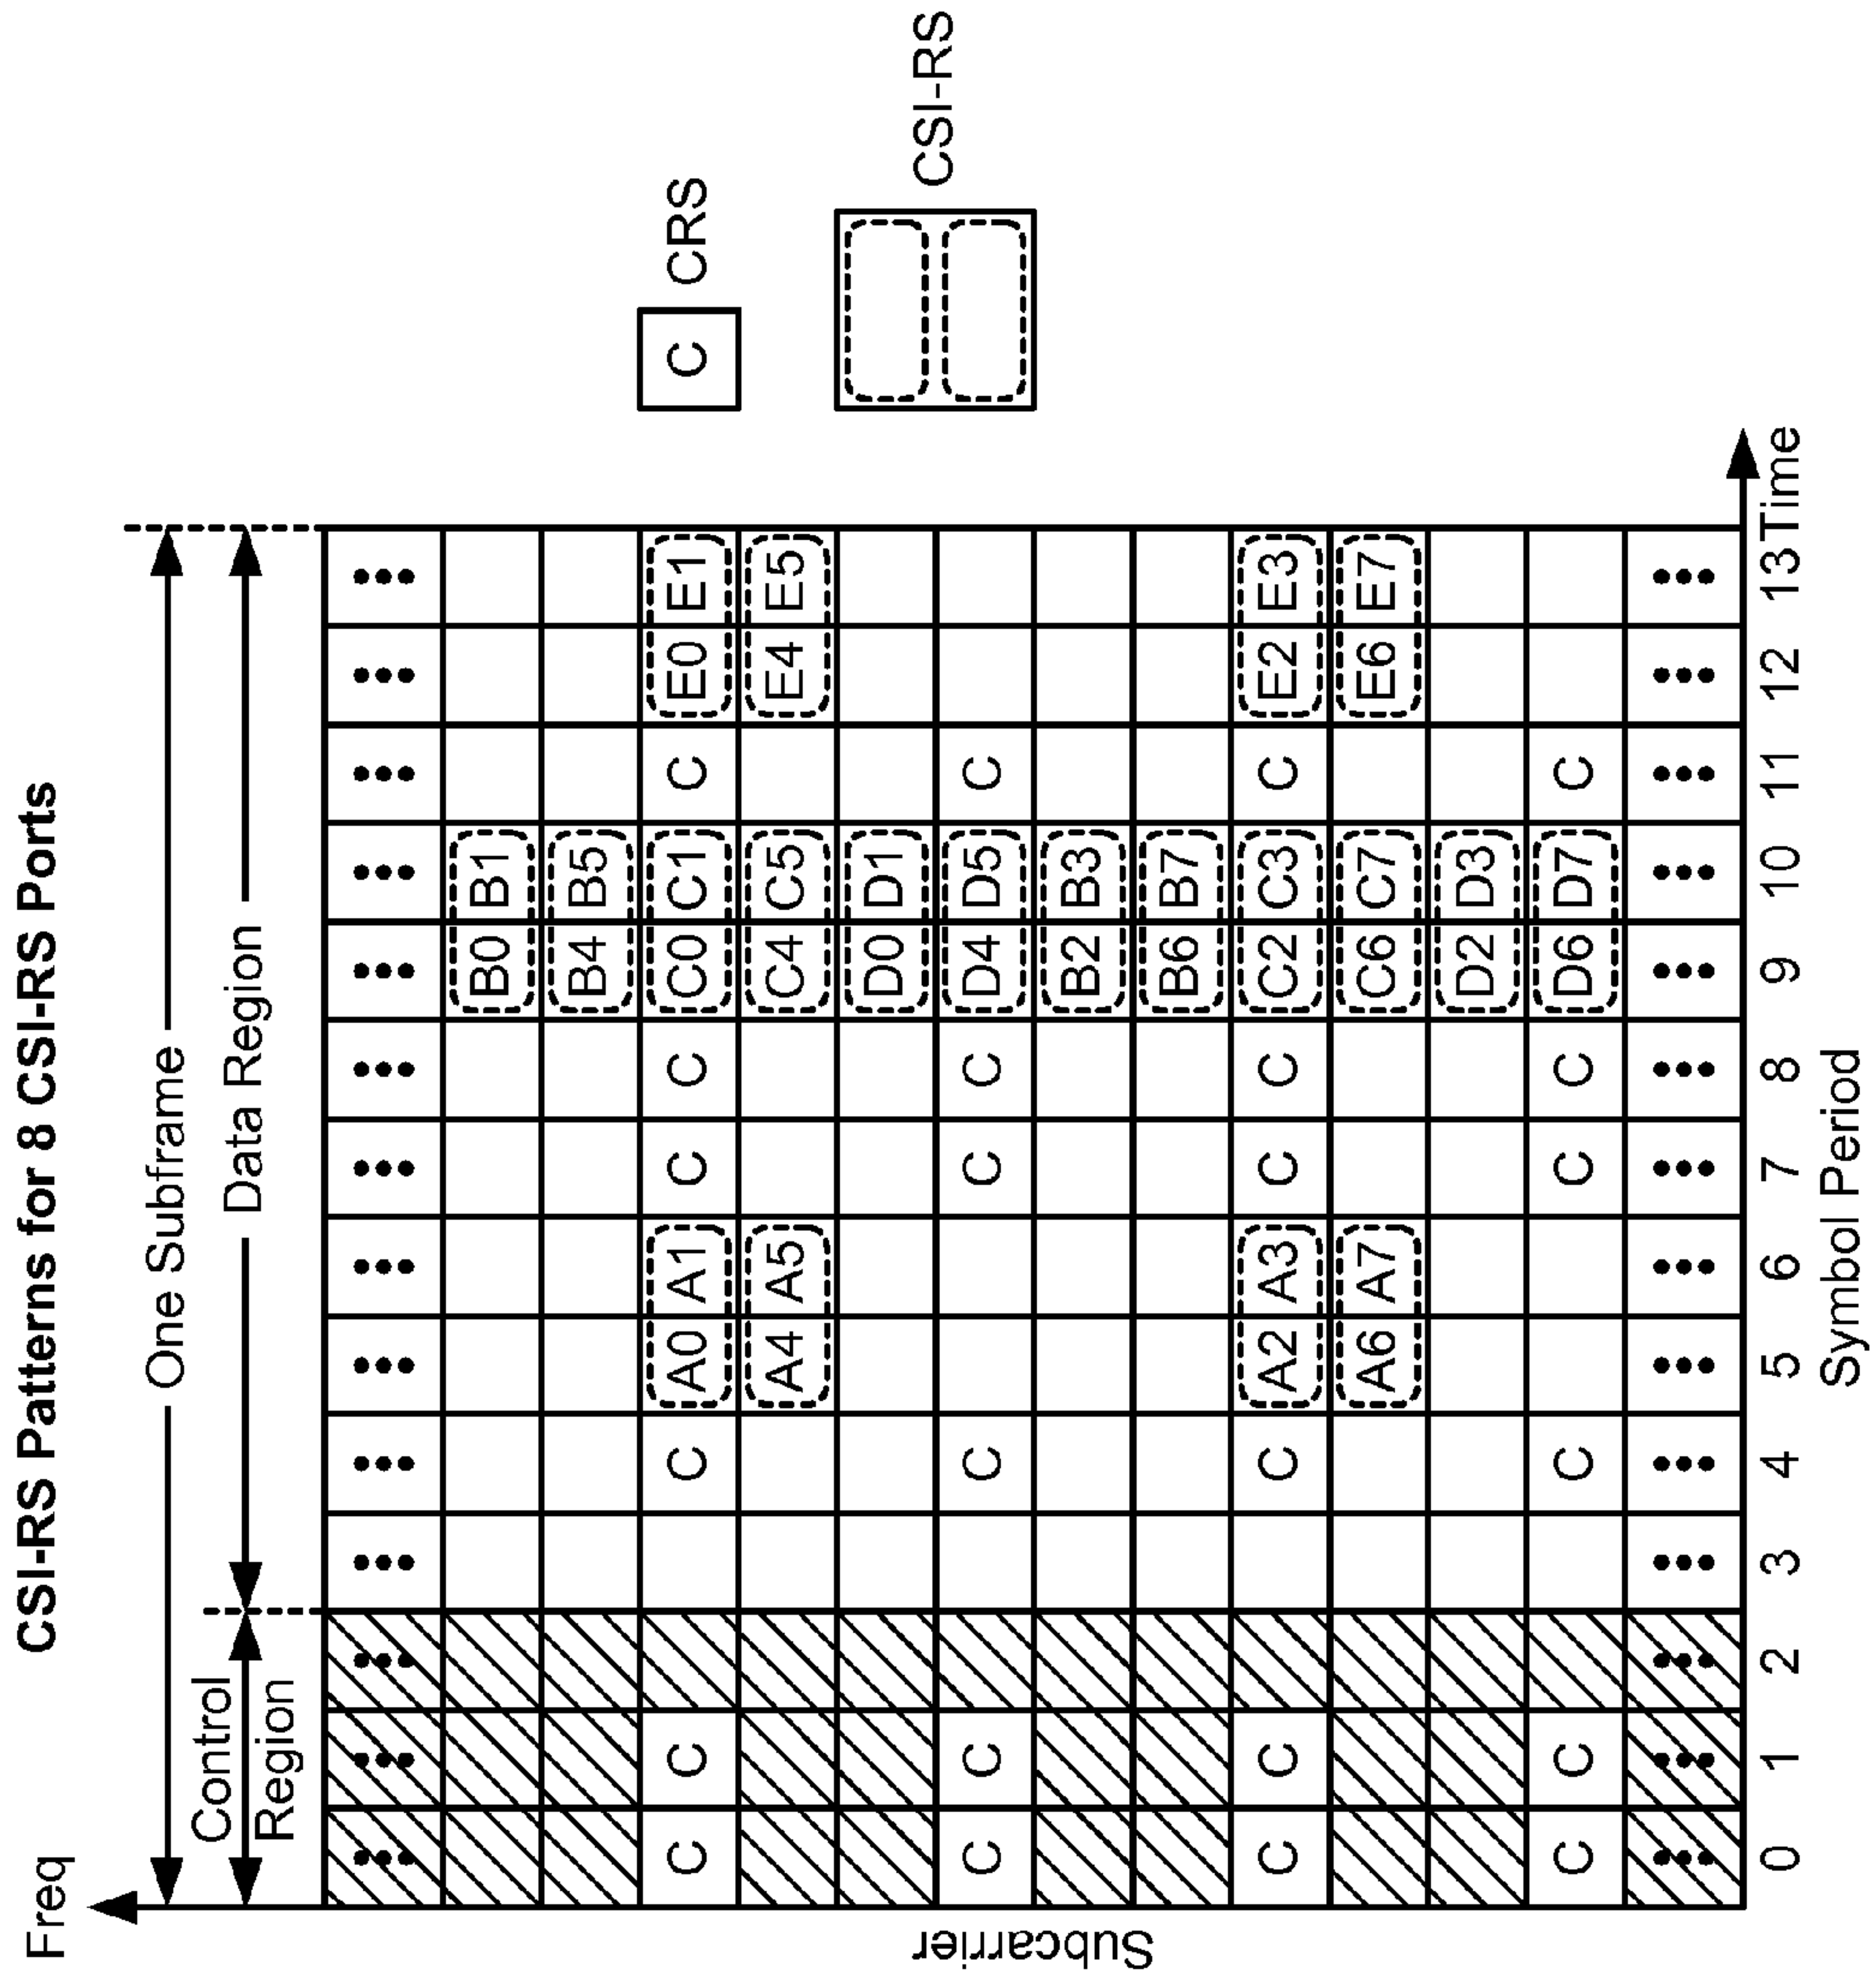 CSI-RS Patterns for 8 CSI-RS Ports
Freq
One Subframe
Control
Region
Data Region
B0 B1
B4 B5
C C C A0 A1 C C C0 C1 C E0 E1
A4 A5 C4 C5 E4 E5
D0 D1
C C C C C D4 D5 C
B2 B3
B6 B7
C C C A2 A3 C C C2 C3 C E2 E3
A6 A7 C6 C7 E6 E7
D2 D3
C C C C C D6 D7 C
Subcarrier
0 1 2 3 4 5 6 7 8 9 10 11 12 13 Time
Symbol Period
C CRS
CSI-RS